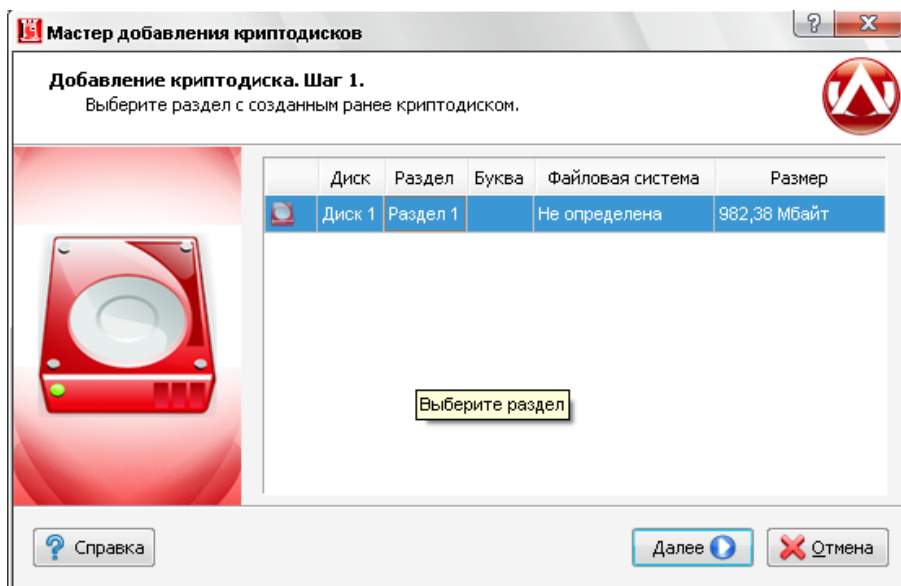 Мастер добавления криптодисков
Добавление криптодиска. Шаг 1.
Выберите раздел с созданным ранее криптодиском.
Диск Раздел Буква Файловая система Размер
Диск 1 Раздел 1 Не определена 982,38 Мбайт
Выберите раздел
Справка Далее Отмена